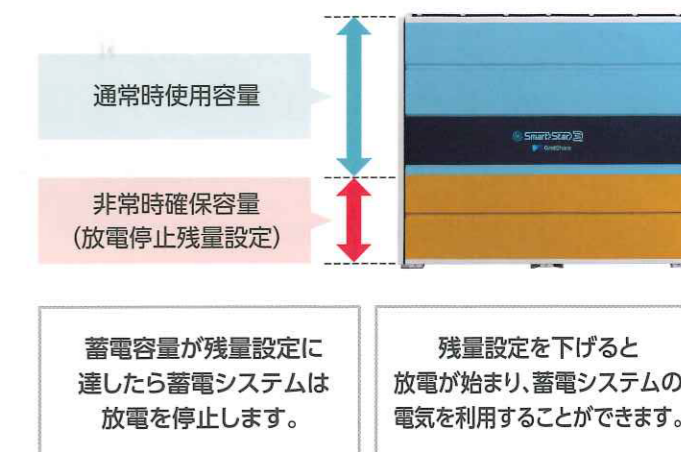 通常時使用容量
SmartStar3
GridShare
非常時確保容量
(放電停止残量設定)
蓄電容量が残量設定に
達したら蓄電システムは
放電を停止します。
残量設定を下げると
放電が始まり、蓄電システムの
電気を利用することができます。